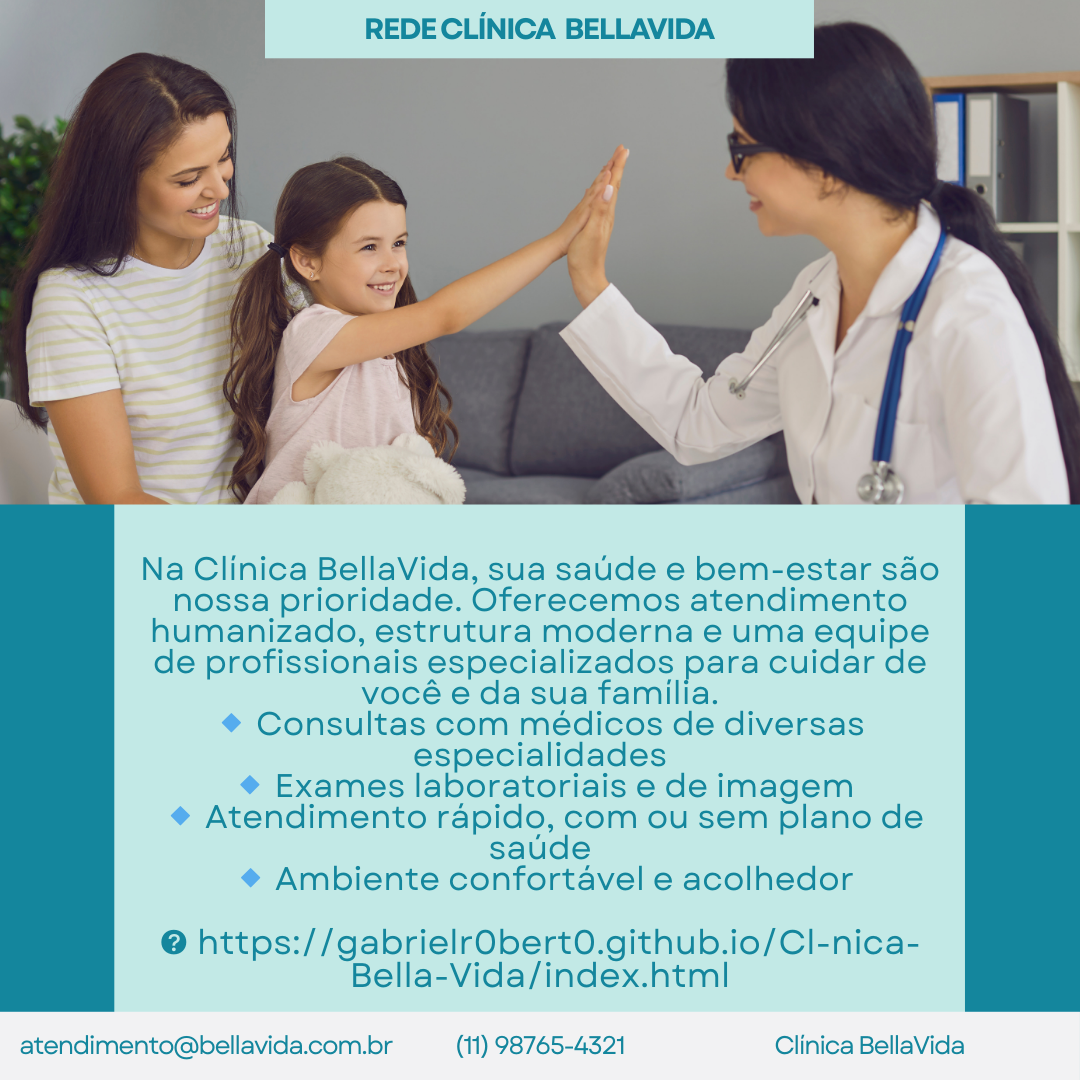 REDE CLÍNICA BELLAVIDA
Na Clínica BellaVida, sua saúde e bem-estar são
nossa prioridade. Oferecemos atendimento
humanizado, estrutura moderna e uma equipe
de profissionais especializados para cuidar de
você e da sua família.
🔹 Consultas com médicos de diversas
especialidades
🔹 Exames laboratoriais e de imagem
🔹 Atendimento rápido, com ou sem plano de
saúde
🔹 Ambiente confortável e acolhedor
? https://gabrielr0bert0.github.io/Cl-nica-
Bella-Vida/index.html
atendimento@bellavida.com.br (11) 98765-4321 Clínica BellaVida